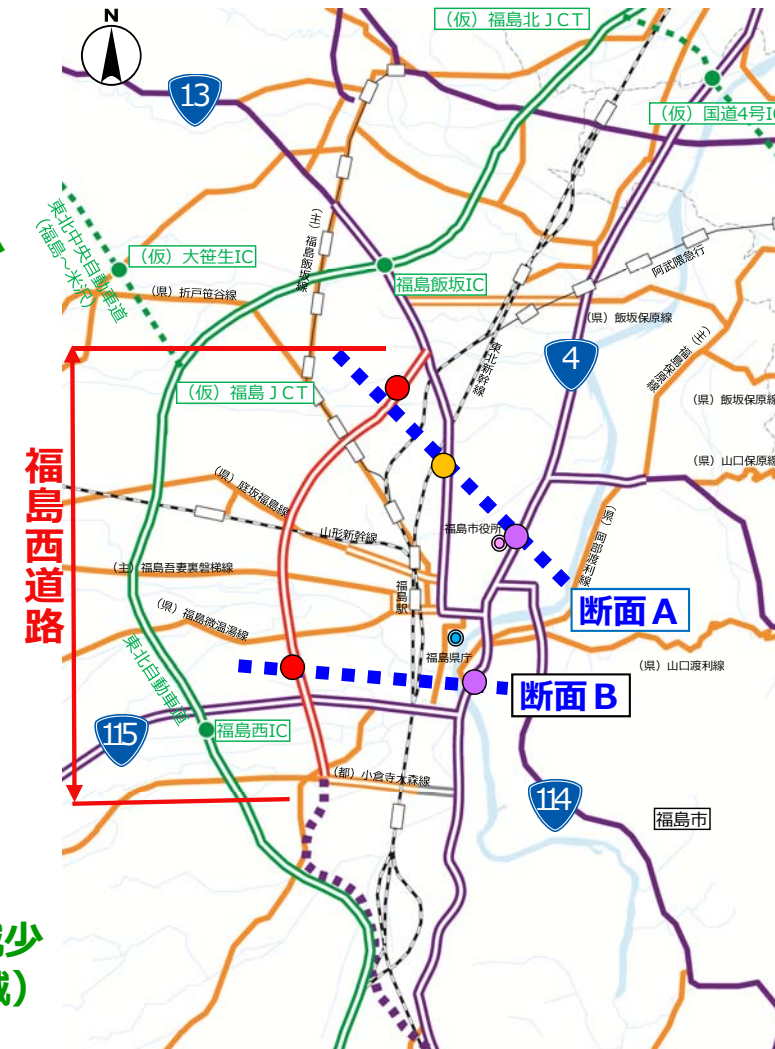 N
(仮)福島北JCT
13
(仮)国道4号IC
(主)福島飯坂線
東北中央自動車道
(福島~米沢)
(仮)大笹生IC
阿武隈急行
(県)折戸笹谷線
福島飯坂IC
(県)飯坂保原線
(主)福島保原線
東北新幹線
4
(仮)福島JCT
(県)飯坂保原線
福島西道路
(県)山口保原線
(県)庭坂福島線
(県)岡部渡利線
福島市役所
山形新幹線
(主)福島吾妻裏磐梯線
福島駅
断面A
(県)福島微温湯線
福島県庁
(県)山口渡利線
東北自動車道
断面B
115
福島西IC
(都)小倉寺大森線
114
福島市
少
)